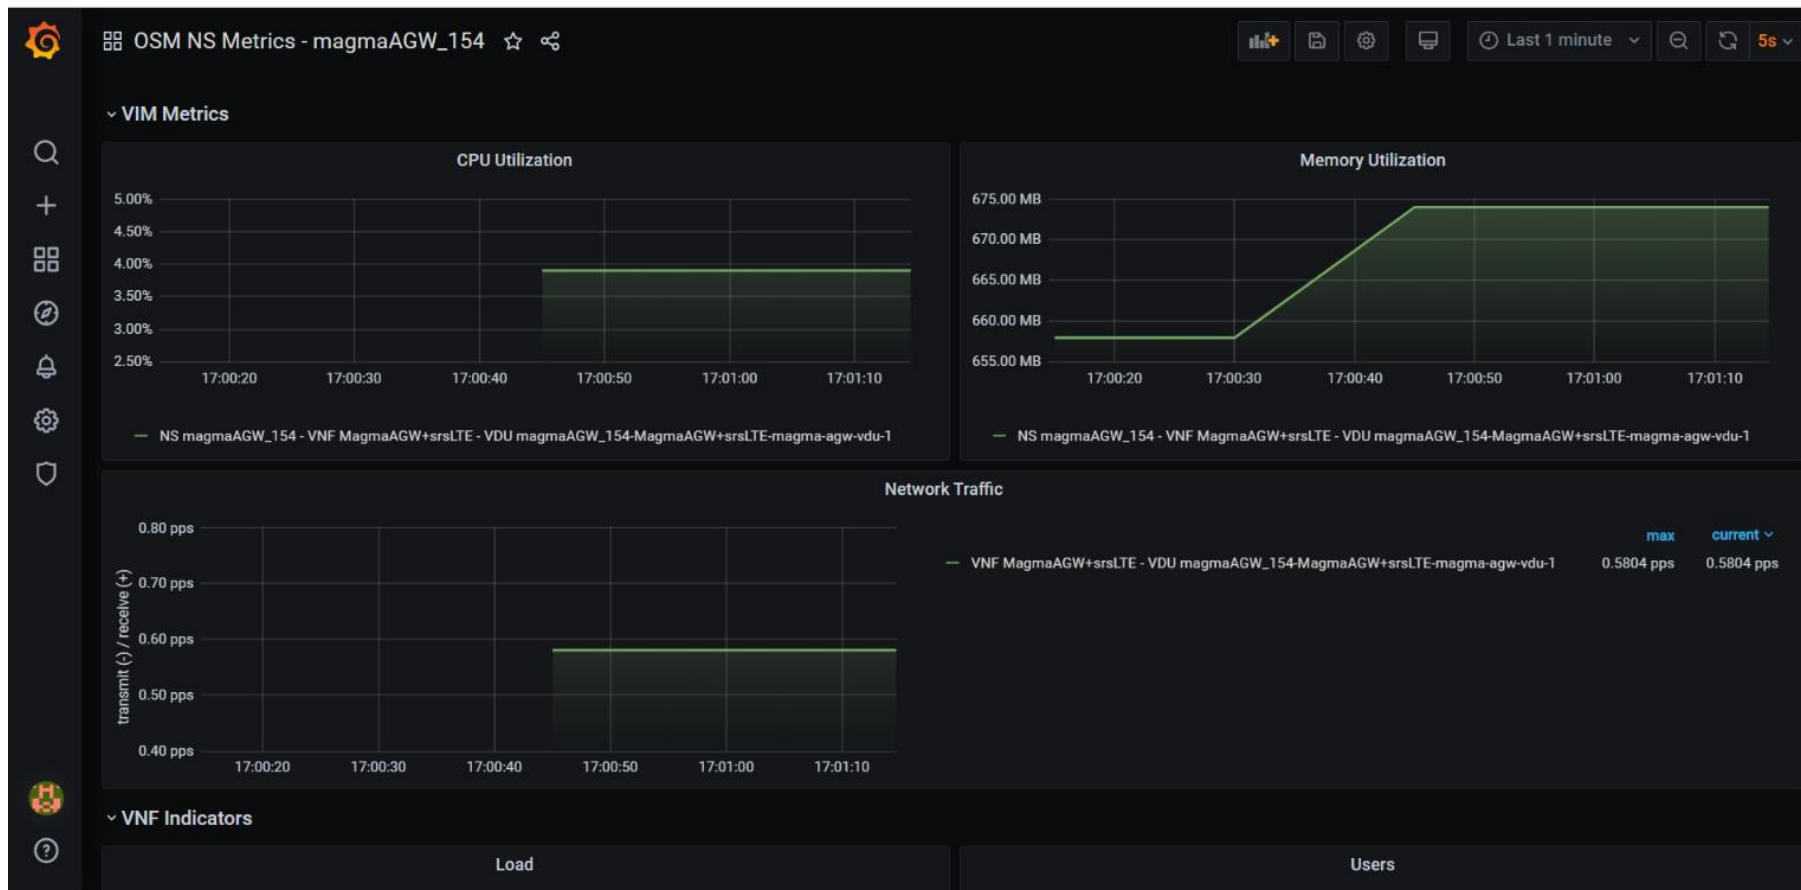 OSM NS Metrics - magmaAGW_154
Last 1 minute
5s
VIM Metrics
CPU Utilization
5.00%
4.50%
4.00%
3.50%
3.00%
2.50%
17:00:20 17:00:30 17:00:40 17:00:50 17:01:00 17:01:10
NS magmaAGW_154 - VNF MagmaAGW+srsLTE - VDU magmaAGW_154-MagmaAGW+srsLTE-magma-agw-vdu-1
Memory Utilization
675.00 MB
670.00 MB
665.00 MB
660.00 MB
655.00 MB
17:00:20 17:00:30 17:00:40 17:00:50 17:01:00 17:01:10
NS magmaAGW_154 - VNF MagmaAGW+srsLTE - VDU magmaAGW_154-MagmaAGW+srsLTE-magma-agw-vdu-1
Network Traffic
transmit (-) / receive (+)
0.80 pps
0.70 pps
0.60 pps
0.50 pps
0.40 pps
17:00:20 17:00:30 17:00:40 17:00:50 17:01:00 17:01:10
max current
VNF MagmaAGW+srsLTE - VDU magmaAGW_154-MagmaAGW+srsLTE-magma-agw-vdu-1 0.5804 pps 0.5804 pps
VNF Indicators
Load
Users